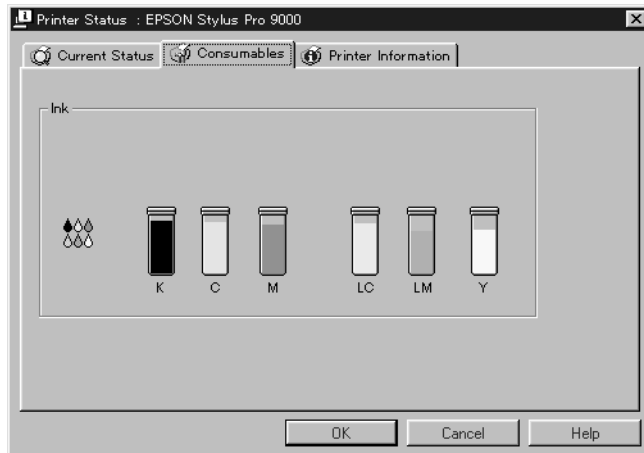 Printer Status : EPSON Stylus Pro 9000
Current Status Consumables Printer Information
Ink
K C M LC LM Y
OK Cancel Help